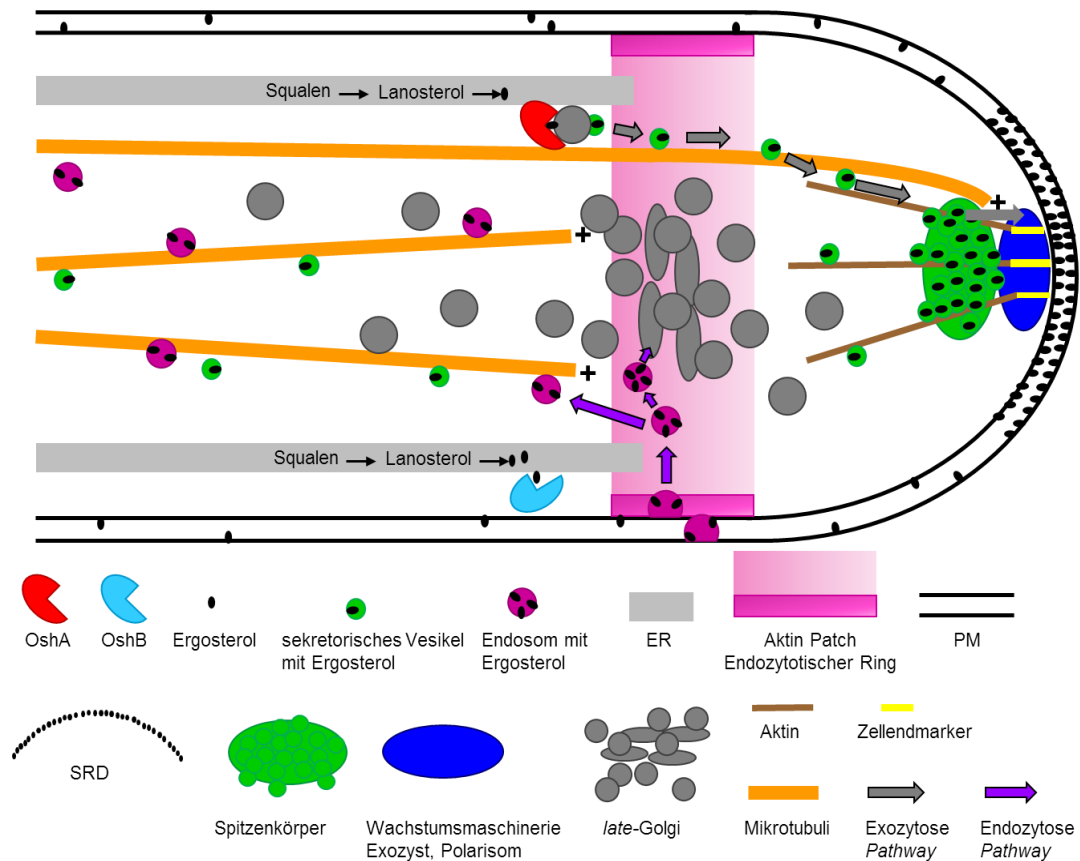 Squalen → Lanosterol →
+
+
+
Squalen → Lanosterol →
OshA
OshB
Ergosterol
sekretorisches Vesikel
mit Ergosterol
Endosom mit
Ergosterol
ER
Aktin Patch
Endozytotischer Ring
PM
SRD
Spitzenkörper
Wachstumsmaschinerie
Exozyst, Polarisom
late-Golgi
Aktin
Zellendmarker
Mikrotubuli
Exozytose
Pathway
Endozytose
Pathway